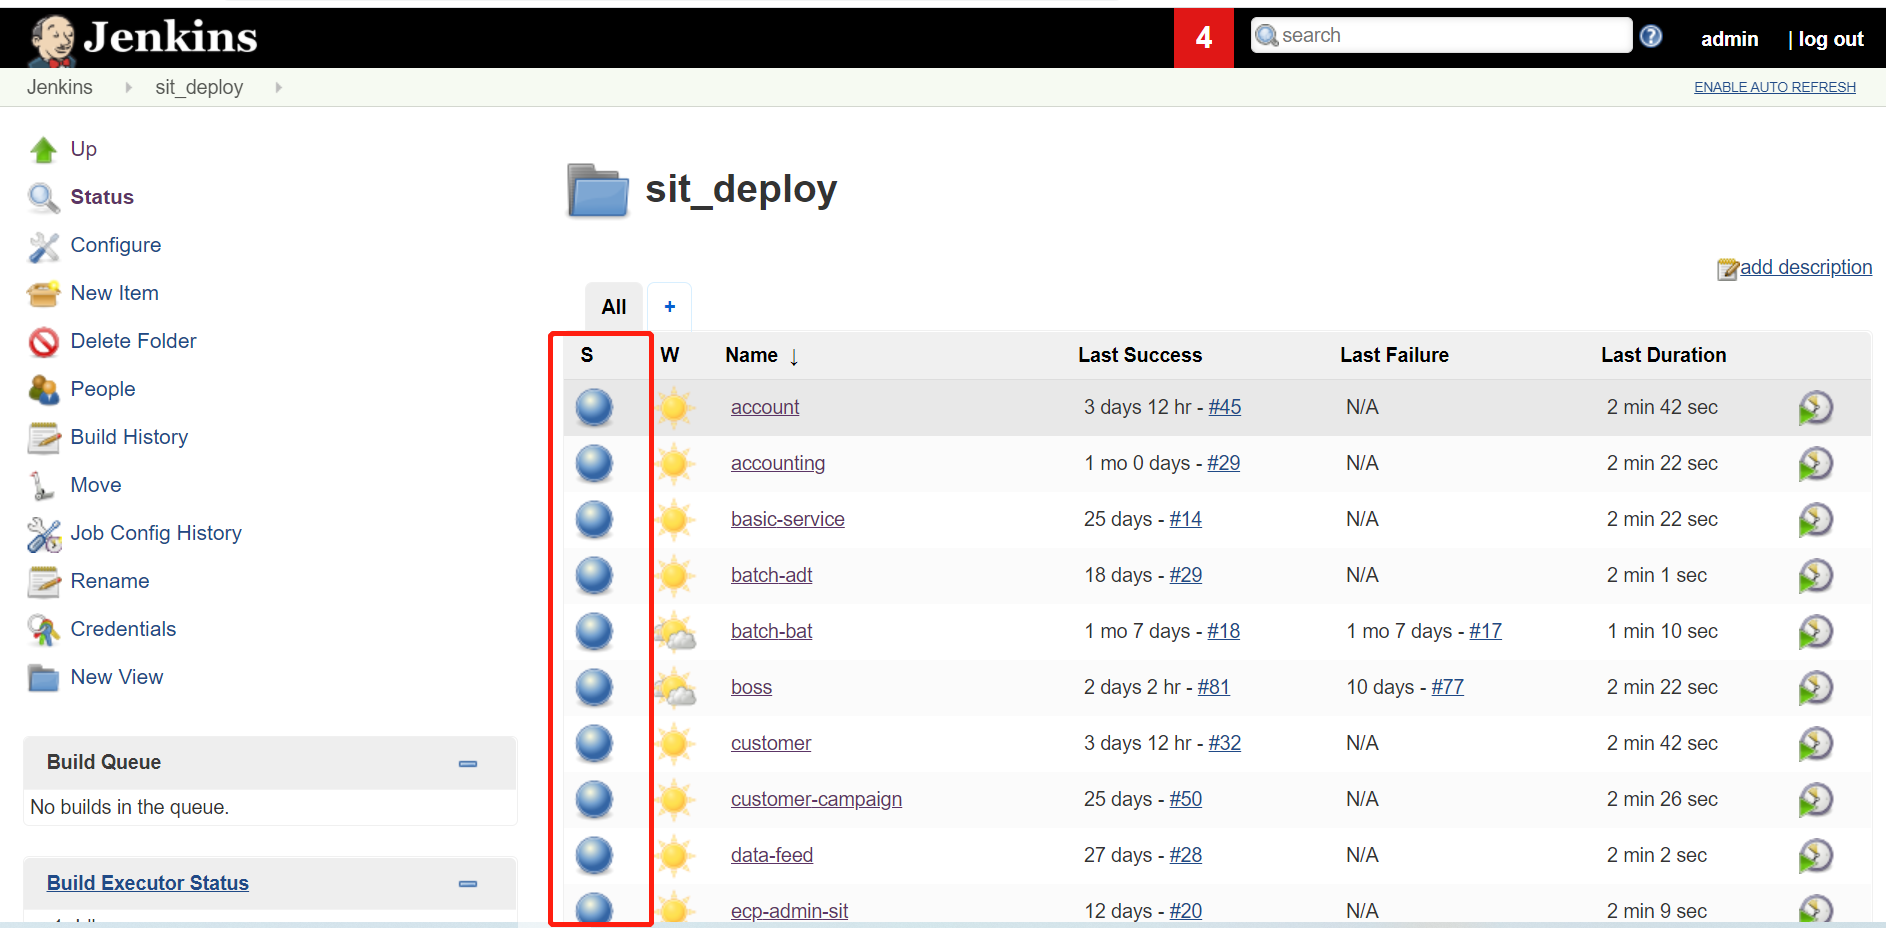 Jenkins
4
search
admin
| log out
Jenkins
sit_deploy
ENABLE AUTO REFRESH
Up
Status
Configure
New Item
Delete Folder
People
Build History
Move
Job Config History
Rename
Credentials
New View
Build Queue
No builds in the queue.
Build Executor Status
sit_deploy
add description
All
+
S W Name ↓ Last Success Last Failure Last Duration
account 3 days 12 hr - #45 N/A 2 min 42 sec
accounting 1 mo 0 days - #29 N/A 2 min 22 sec
basic-service 25 days - #14 N/A 2 min 22 sec
batch-adt 18 days - #29 N/A 2 min 1 sec
batch-bat 1 mo 7 days - #18 1 mo 7 days - #17 1 min 10 sec
boss 2 days 2 hr - #81 10 days - #77 2 min 22 sec
customer 3 days 12 hr - #32 N/A 2 min 42 sec
customer-campaign 25 days - #50 N/A 2 min 26 sec
data-feed 27 days - #28 N/A 2 min 2 sec
ecp-admin-sit 12 days - #20 N/A 2 min 9 sec